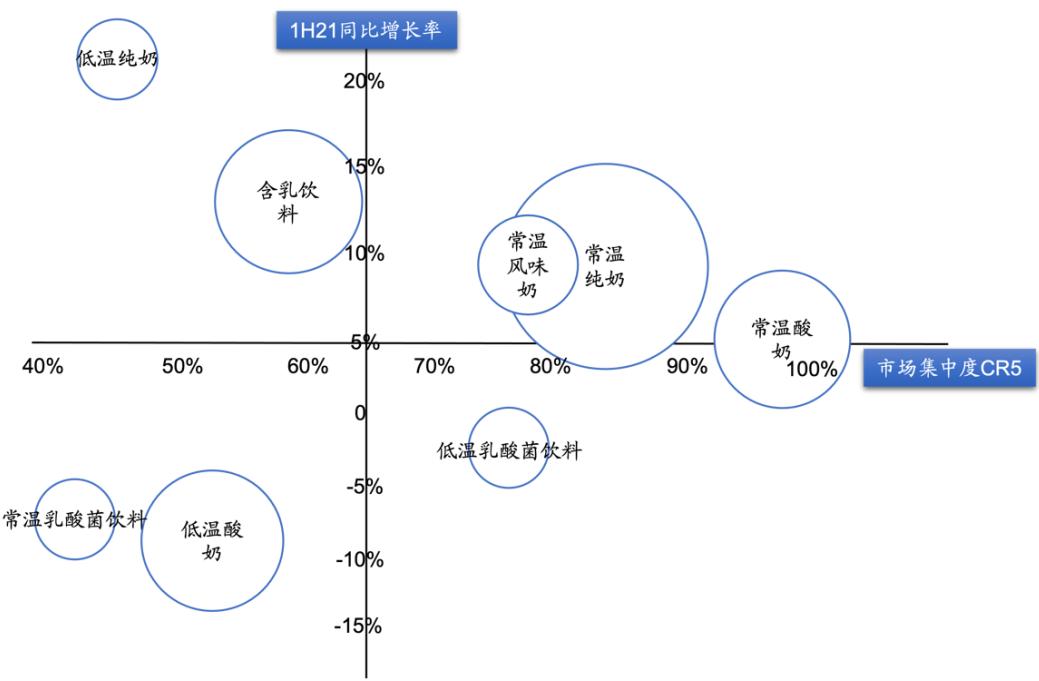 1H21同比增长率
低温纯奶
20%
15%
含乳饮
料
10%
常温
风味
奶
常温
纯奶
5%
常温酸
奶
40%
50%
60%
70%
80%
90%
100%
市场集中度CR5
0
低温乳酸菌饮料
-5%
常温乳酸菌饮料
低温酸
奶
-10%
-15%